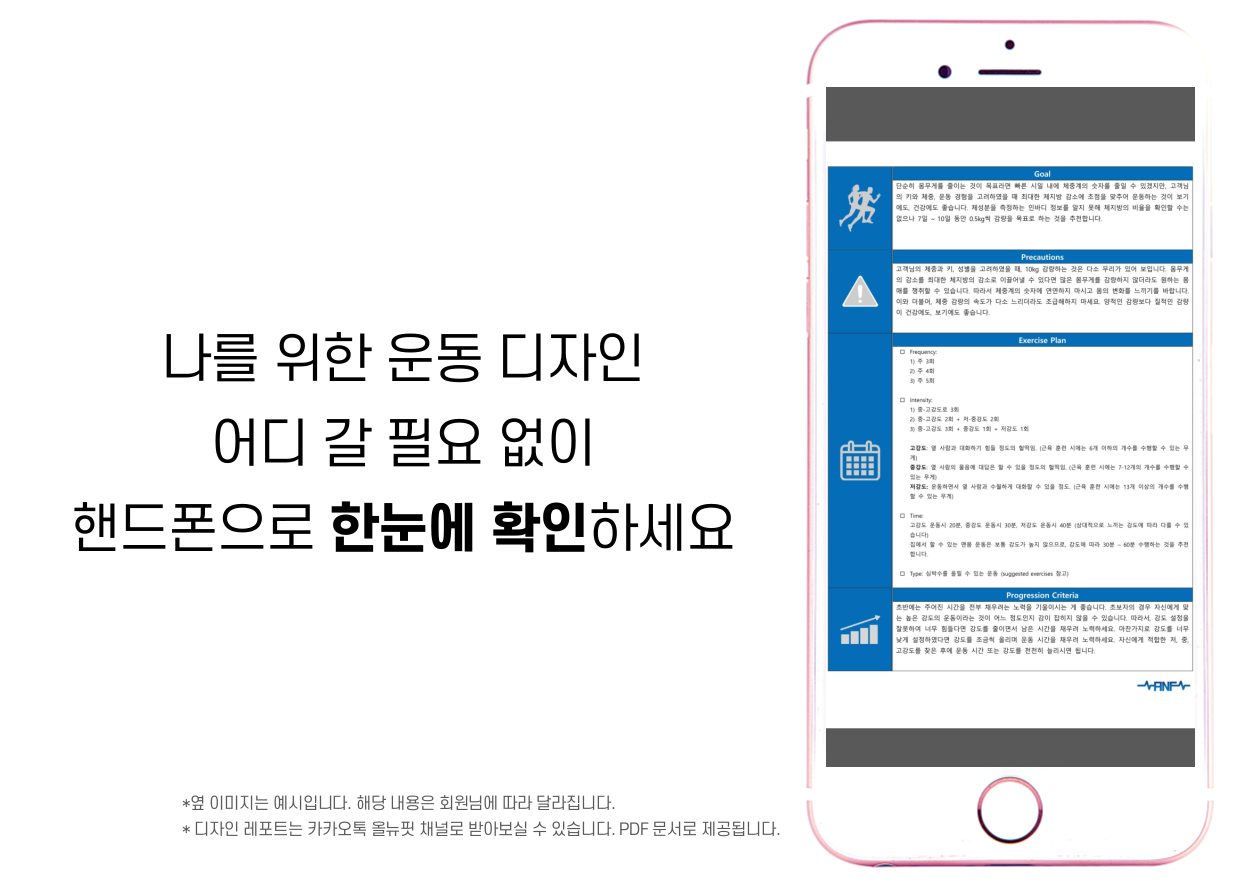 나를 위한 운동 디자인
어디 갈 필요 없이
핸드폰으로 한눈에 확인하세요
*옆 이미지는 예시입니다. 해당 내용은 회원님에 따라 달라집니다.
* 디자인 레포트는 카카오톡 올뉴핏 채널로 받아보실 수 있습니다. PDF 문서로 제공됩니다.
Goal
단순히 몸무게를 줄이는 것이 목표라면 빠른 시일 내에 체중계의 숫자를 줄일 수 있겠지만, 고객님
의 키와 체중, 운동 경험을 고려하였을 때 최대한 체지방 감소에 초점을 맞추어 운동하는 것이 보기
에도, 건강에도 좋습니다. 체성분을 측정하는 인바디 정보를 알지 못해 체지방의 비율을 확인할 수는
없으나 7일 – 10일 동안 0.5kg씩 감량을 목표로 하는 것을 추천합니다.
Precautions
고객님의 체중과 키, 성별을 고려하였을 때, 10kg 감량하는 것은 다소 무리가 있어 보입니다. 몸무게
의 감소를 최대한 체지방의 감소로 이끌어낼 수 있다면 많은 몸무게를 감량하지 않더라도 원하는 몸
매를 쟁취할 수 있습니다. 따라서 체중계의 숫자에 연연하지 마시고 몸의 변화를 느끼기를 바랍니다.
이와 더불어, 체중 감량의 속도가 다소 느리더라도 조급해하지 마세요. 양적인 감량보다 질적인 감량
이 건강에도, 보기에도 좋습니다.
Exercise Plan
□ Frequency:
1) 주 3회
2) 주 4회
3) 주 5회
□ Intensity:
1) 중-고강도로 3회
2) 중-고강도 2회 + 저-중강도 2회
3) 중-고강도 3회 + 중강도 1회 + 저강도 1회
고강도: 옆 사람과 대화하기 힘들 정도의 헐떡임. (근육 훈련 시에는 6개 이하의 개수를 수행할 수 있는 무
게)
중강도: 옆 사람의 물음에 대답은 할 수 있을 정도의 헐떡임. (근육 훈련 시에는 7-12개의 개수를 수행할 수
있는 무게)
저강도: 운동하면서 옆 사람과 수월하게 대화할 수 있을 정도. (근육 훈련 시에는 13개 이상의 개수를 수행
할 수 있는 무게)
□ Time:
고강도 운동시 20분, 중강도 운동시 30분, 저강도 운동시 40분 (상대적으로 느끼는 강도에 따라 다를 수 있
습니다)
집에서 할 수 있는 맨몸 운동은 보통 강도가 높지 않으므로, 강도에 따라 30분 – 60분 수행하는 것을 추천
합니다.
□ Type: 심박수를 올릴 수 있는 운동 (suggested exercises 참고)
Progression Criteria
초반에는 주어진 시간을 전부 채우려는 노력을 기울이시는 게 좋습니다. 초보자의 경우 자신에게 맞
는 높은 강도의 운동이라는 것이 어느 정도인지 감이 잡히지 않을 수 있습니다. 따라서, 강도 설정을
잘못하여 너무 힘들다면 강도를 줄이면서 남은 시간을 채우려 노력하세요. 마찬가지로 강도를 너무
낮게 설정하였다면 강도를 조금씩 올리며 운동 시간을 채우려 노력하세요. 자신에게 적합한 저, 중,
고강도를 찾은 후에 운동 시간 또는 강도를 천천히 늘리시면 됩니다.
ANF